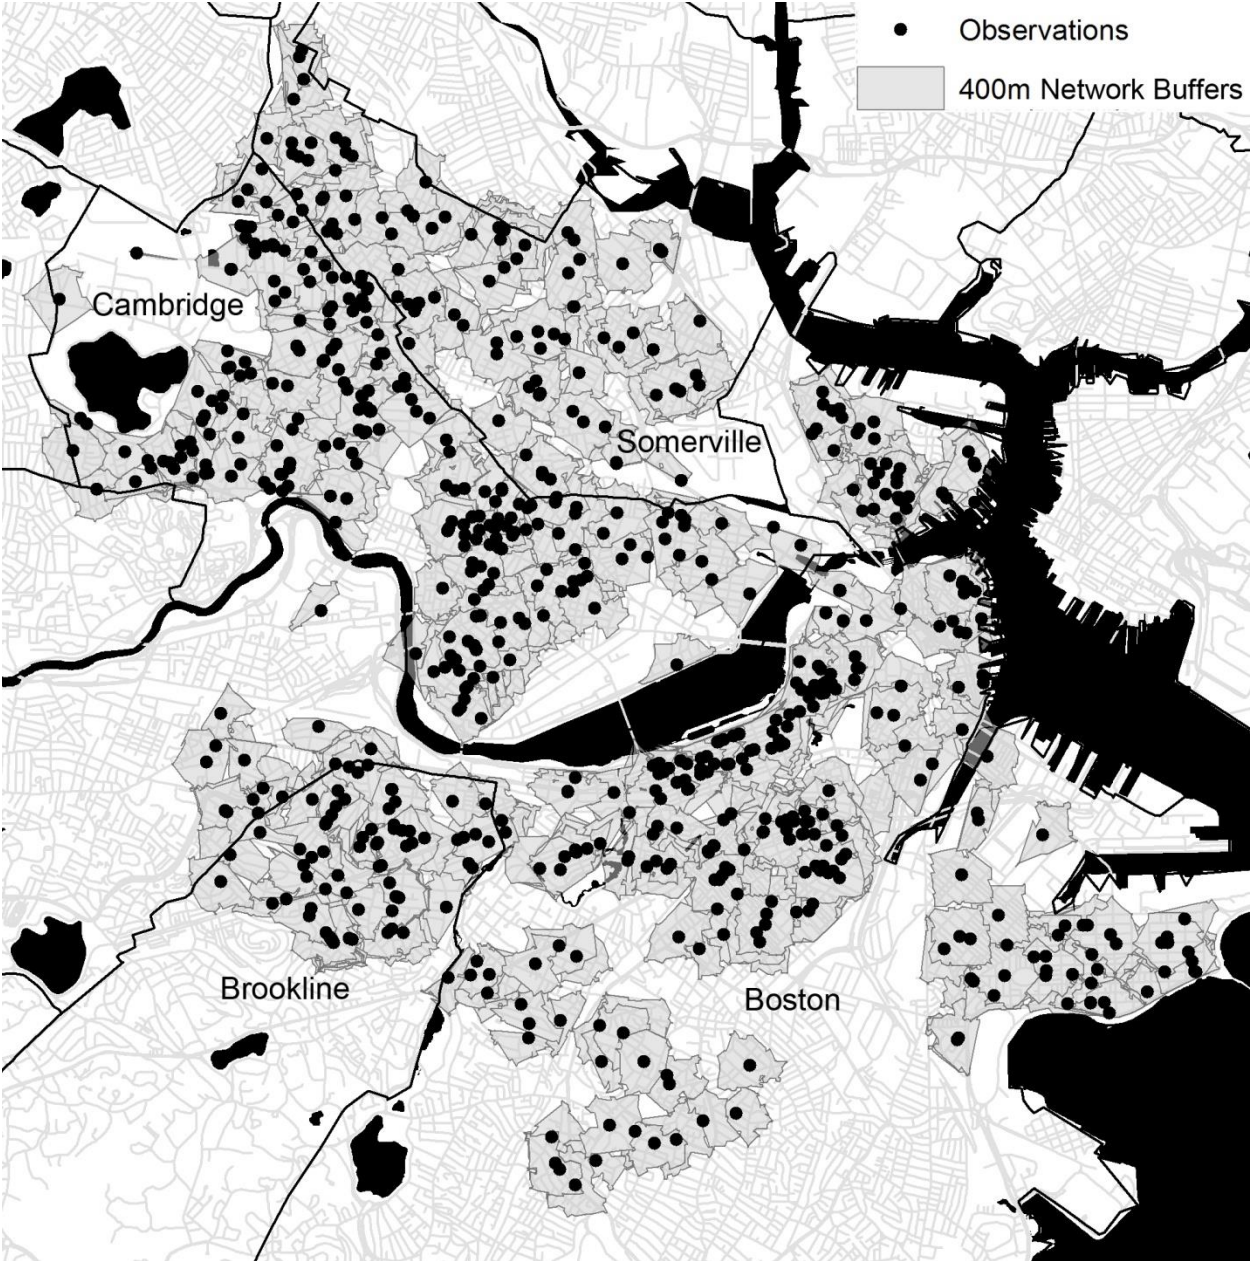 Observations
400m Network Buffers
Cambridge
Somerville
Brookline
Boston